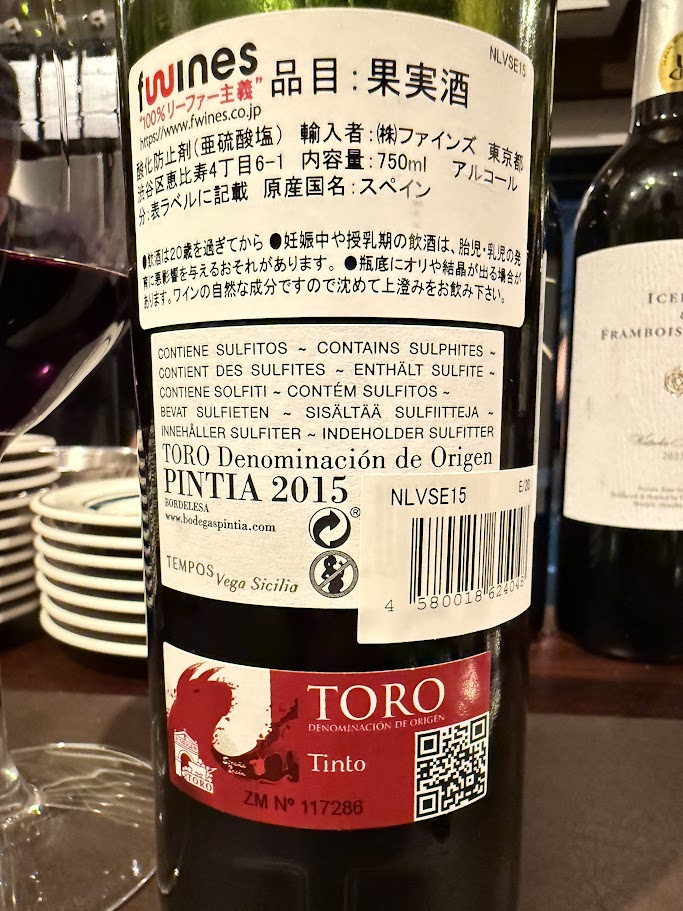 fwines
"100%リーファー主義"
https://www.fwines.co.jp
NLVSE15
品目:果実酒
酸化防止剤(亜硫酸塩) 輸入者:(株)ファインズ 東京都
渋谷区恵比寿4丁目6-1 内容量:750ml アルコール
分:表ラベルに記載 原産国名:スペイン
●飲酒は20歳を過ぎてから ●妊娠中や授乳期の飲酒は、胎児・乳児の発
育に悪影響を与えるおそれがあります。 ●瓶底にオリや結晶が出る場合が
あります。ワインの自然な成分ですので沈めて上澄みをお飲み下さい。
CONTIENE SULFITOS ~ CONTAINS SULPHITES ~
CONTIENT DES SULFITES ~ ENTHÄLT SULFITE ~
CONTIENE SOLFITI ~ CONTÉM SULFITOS ~
BEVAT SULFIETEN ~ SISÄLTÄÄ SULFIITTEJA ~
INNEHÅLLER SULFITER ~ INDEHOLDER SULFITTER
TORO Denominación de Origen
PINTIA 2015
BORDELESA
www.bodegaspintia.com
®
TEMPOS Vega Sicilia
NLVSE15
E/20
4 580018 624048
TORO
DENOMINACIÓN DE ORIGEN
Tinto
TORO
ZM Nº 117286
ICE
FRAMBOIS